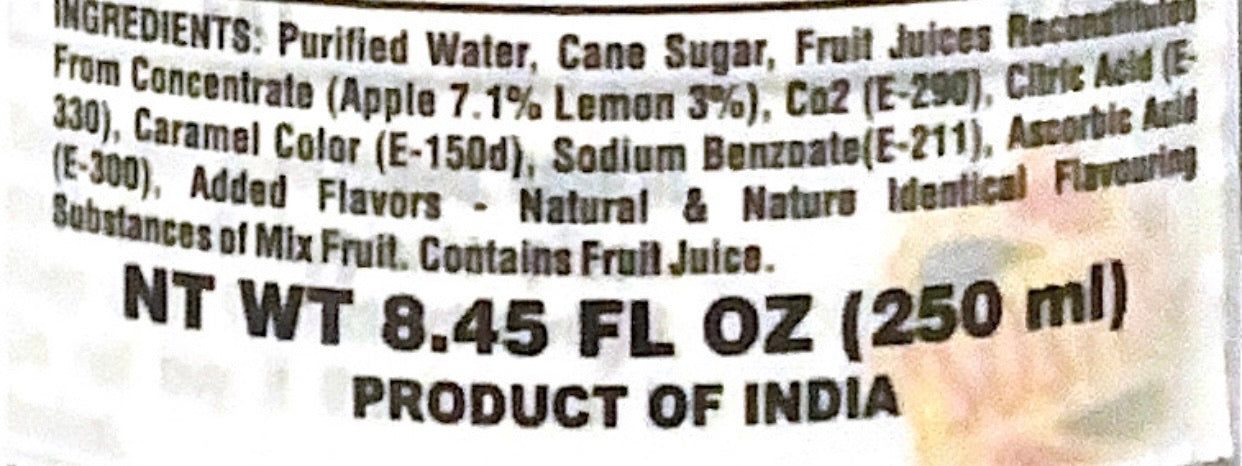 INGREDIENTS: Purified Water, Cane Sugar, Fruit Juices Reconstituted
From Concentrate (Apple 7.1% Lemon 3%), Co2 (E-290), Citric Acid (E-
330), Caramel Color (E-150d), Sodium Benzoate(E-211), Ascorbic Acid
(E-300), Added Flavors - Natural & Nature Identical Flavouring
Substances of Mix Fruit. Contains Fruit Juice.
NT WT 8.45 FL OZ (250 ml)
PRODUCT OF INDIA